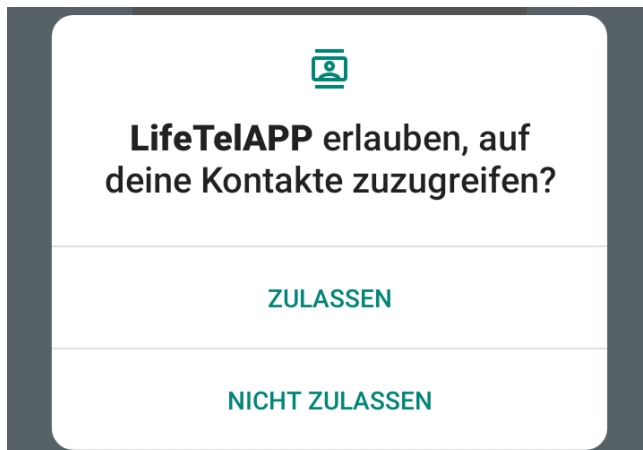 LifeTelAPP erlauben, auf
deine Kontakte zuzugreifen?
ZULASSEN
NICHT ZULASSEN